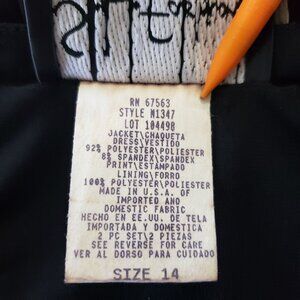 RN 67563
STYLE N1347
LOT 104498
JACKET\CHAQUETA
DRESS\VESTIDO
92% POLYESTER\POLIESTER
8% SPANDEX\SPANDEX
PRINT\ESTAMPADO
LINING\FORRO
100% POLYESTER\POLIESTER
MADE IN U.S.A. OF
IMPORTED AND
DOMESTIC FABRIC
HECHO EN EE.UU. DE TELA
IMPORTADA Y DOMESTICA
2 PC SET\2 PIEZAS
SEE REVERSE FOR CARE
VER AL DORSO PARA CUIDADO
SIZE 14